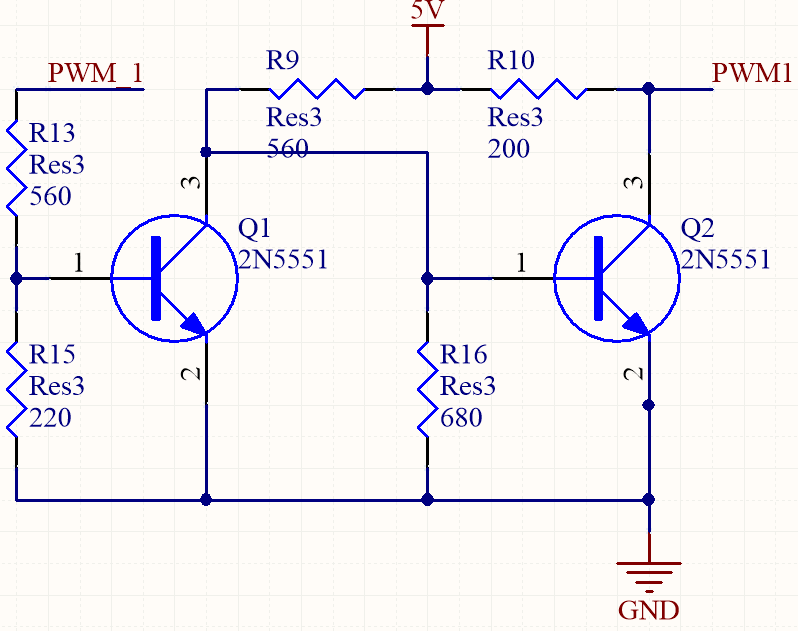 5V
PWM_1
R9
R10
PWM1
Res3
560
Res3
200
R13
Res3
560
3
3
Q1
2N5551
Q2
2N5551
1
1
R15
Res3
220
2
R16
Res3
680
2
GND